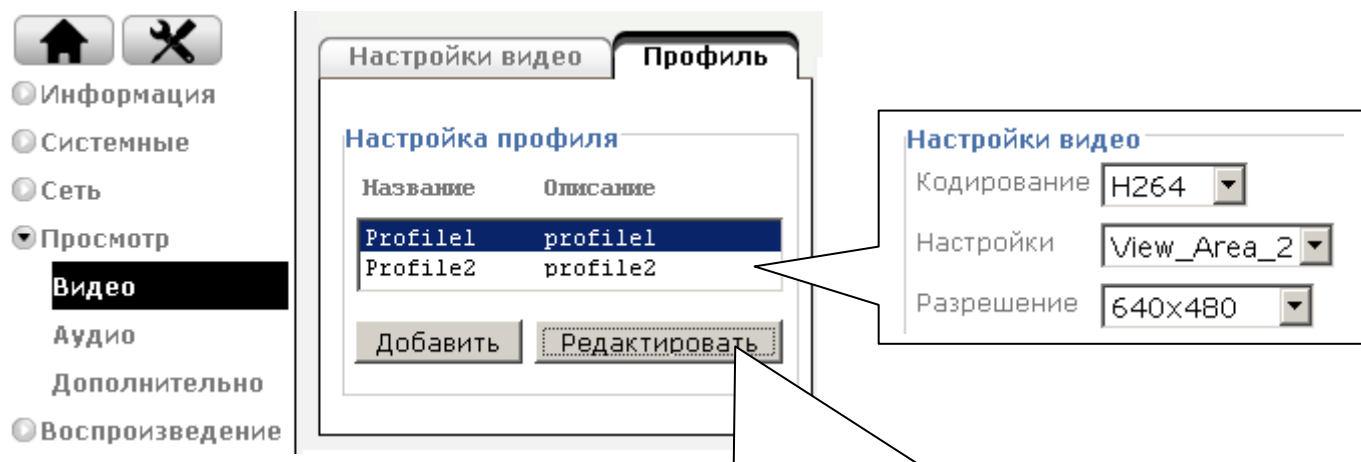 Информация
Системные
Сеть
Просмотр
Видео
Аудио
Дополнительно
Воспроизведение
Настройки видео
Профиль
Настройка профиля
Название Описание
Profile1 profile1
Profile2 profile2
Добавить
Редактировать
Настройки видео
Кодирование H264
Настройки View_Area_2
Разрешение 640x480